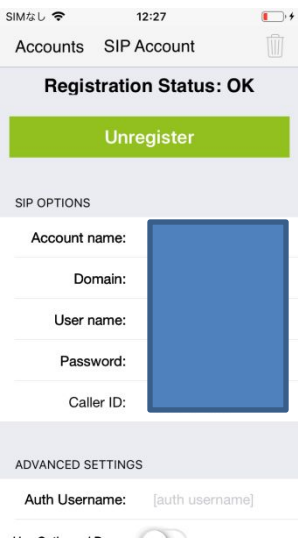 SIMなし 12:27
Accounts SIP Account
Registration Status: OK
Unregister
SIP OPTIONS
Account name:
Domain:
User name:
Password:
Caller ID:
ADVANCED SETTINGS
Auth Username: [auth username]